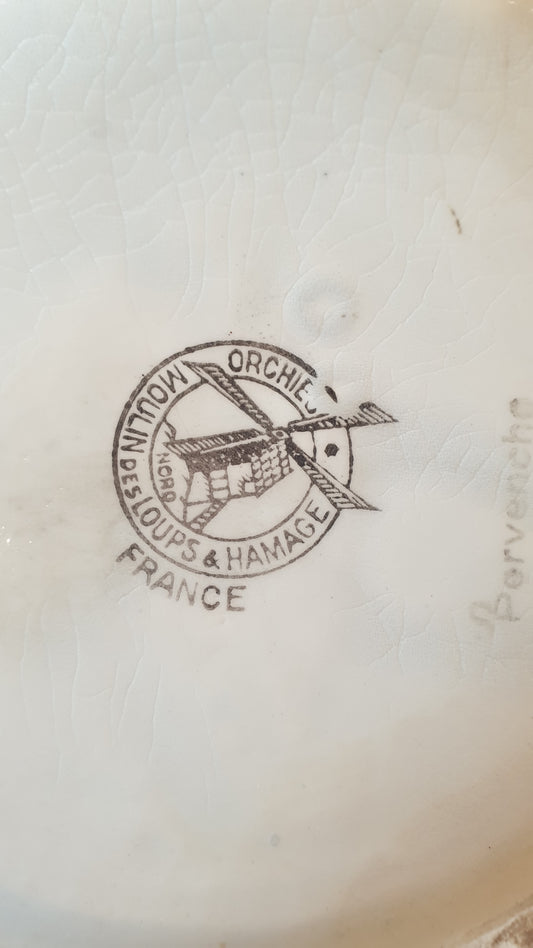 ORCHIES
MOULIN DES LOUPS & HAMAGE
NORD
FRANCE
Pervenche